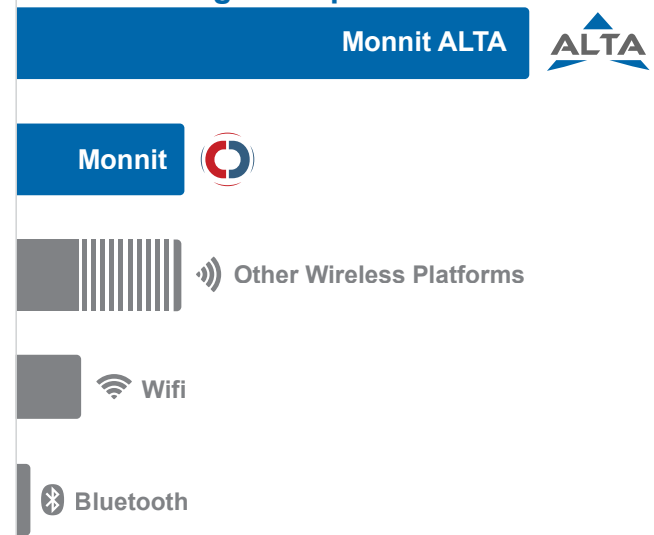 Monnit ALTA
ALTA
Monnit
Other Wireless Platforms
Wifi
Bluetooth